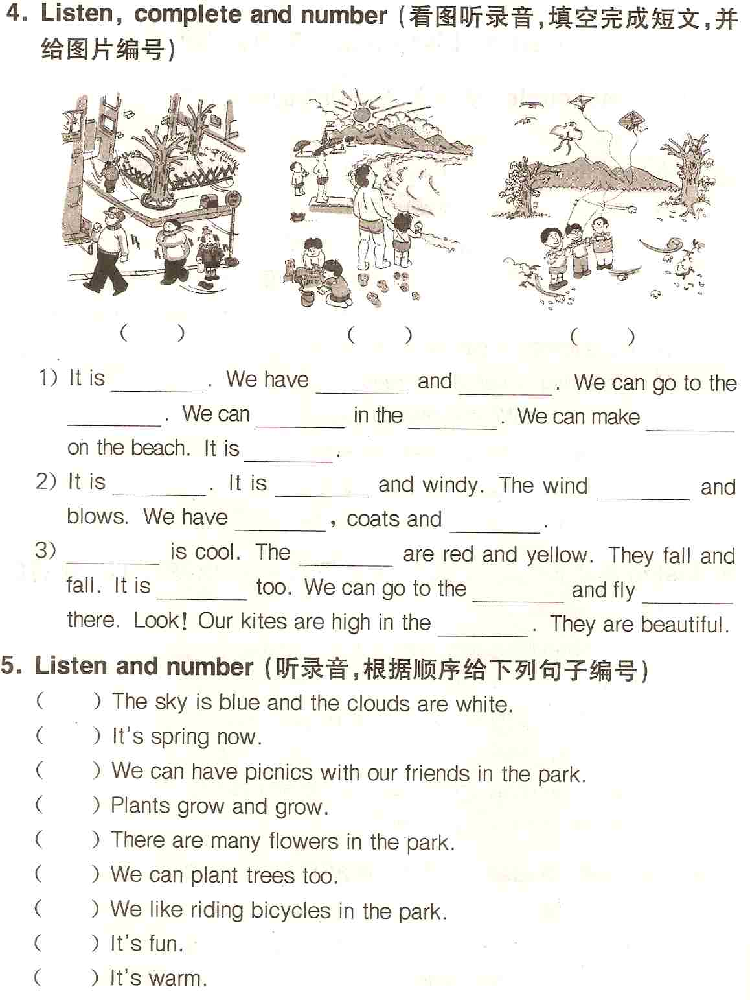 4. Listen, complete and number (看图听录音,填空完成短文,并
给图片编号)
(    )    (    )    (    )
1) It is ________. We have ________ and ________. We can go to the
________. We can ________ in the ________. We can make ________
on the beach. It is ________.
2) It is ________. It is ________ and windy. The wind ________ and
blows. We have ________, coats and ________.
3) ________ is cool. The ________ are red and yellow. They fall and
fall. It is ________ too. We can go to the ________ and fly ________
there. Look! Our kites are high in the ________. They are beautiful.
5. Listen and number (听录音,根据顺序给下列句子编号)
(    ) The sky is blue and the clouds are white.
(    ) It's spring now.
(    ) We can have picnics with our friends in the park.
(    ) Plants grow and grow.
(    ) There are many flowers in the park.
(    ) We can plant trees too.
(    ) We like riding bicycles in the park.
(    ) It's fun.
(    ) It's warm.